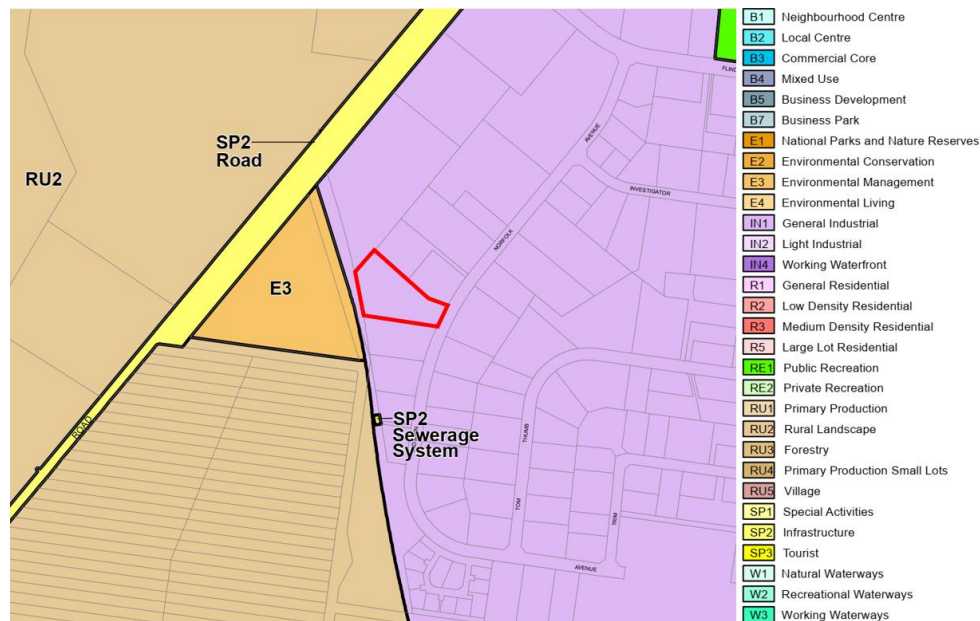 SP2
Road
RU2
E3
SP2
Sewerage
System
ROAD
NORFOLK
AVENUE
INVESTIGATOR
THUMB
TOM
TRIM
AVENUE
B1 Neighbourhood Centre
B2 Local Centre
B3 Commercial Core
B4 Mixed Use
B5 Business Development
B7 Business Park
E1 National Parks and Nature Reserves
E2 Environmental Conservation
E3 Environmental Management
E4 Environmental Living
IN1 General Industrial
IN2 Light Industrial
IN4 Working Waterfront
R1 General Residential
R2 Low Density Residential
R3 Medium Density Residential
R5 Large Lot Residential
RE1 Public Recreation
RE2 Private Recreation
RU1 Primary Production
RU2 Rural Landscape
RU3 Forestry
RU4 Primary Production Small Lots
RU5 Village
SP1 Special Activities
SP2 Infrastructure
SP3 Tourist
W1 Natural Waterways
W2 Recreational Waterways
W3 Working Waterways